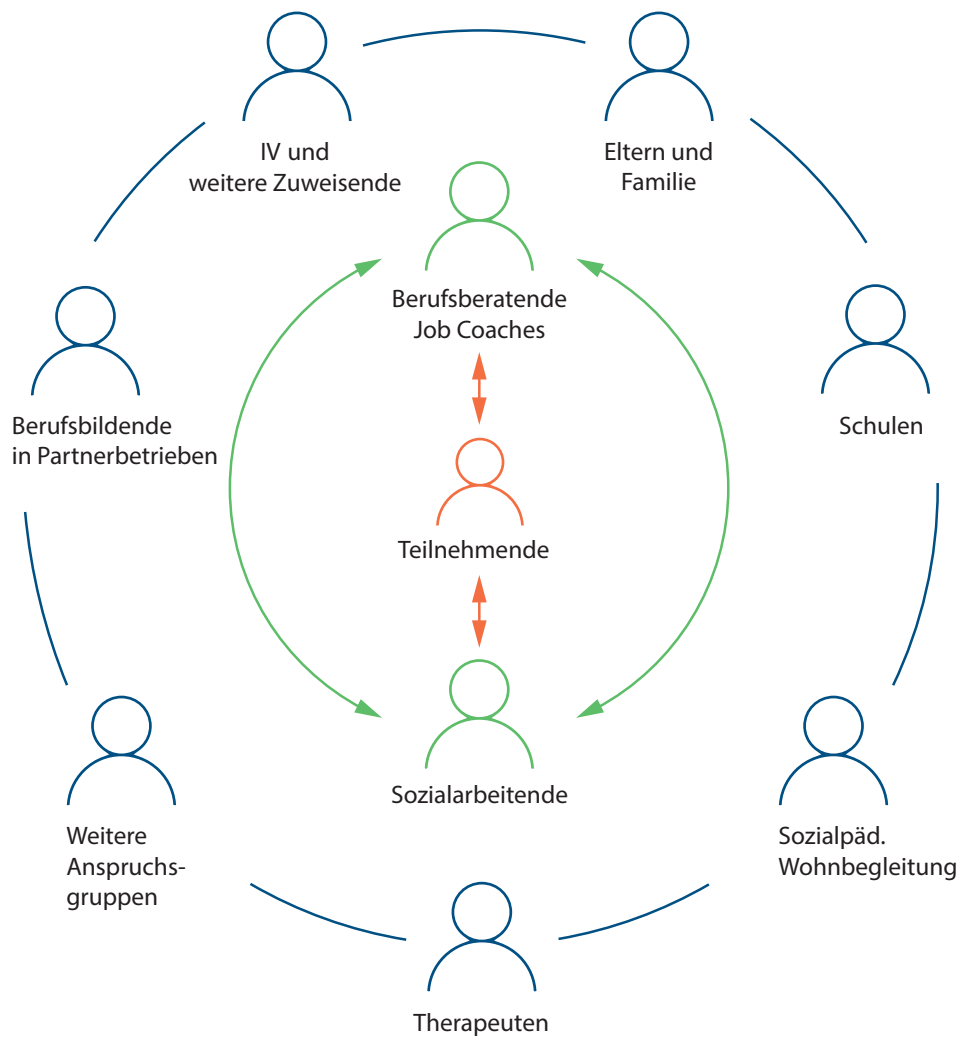 IV und
weitere Zuweisende
Eltern und
Familie
Berufsberatende
Job Coaches
Berufsbildende
in Partnerbetrieben
Schulen
Teilnehmende
Sozialarbeitende
Weitere
Anspruchs-
gruppen
Sozialpäd.
Wohnbegleitung
Therapeuten